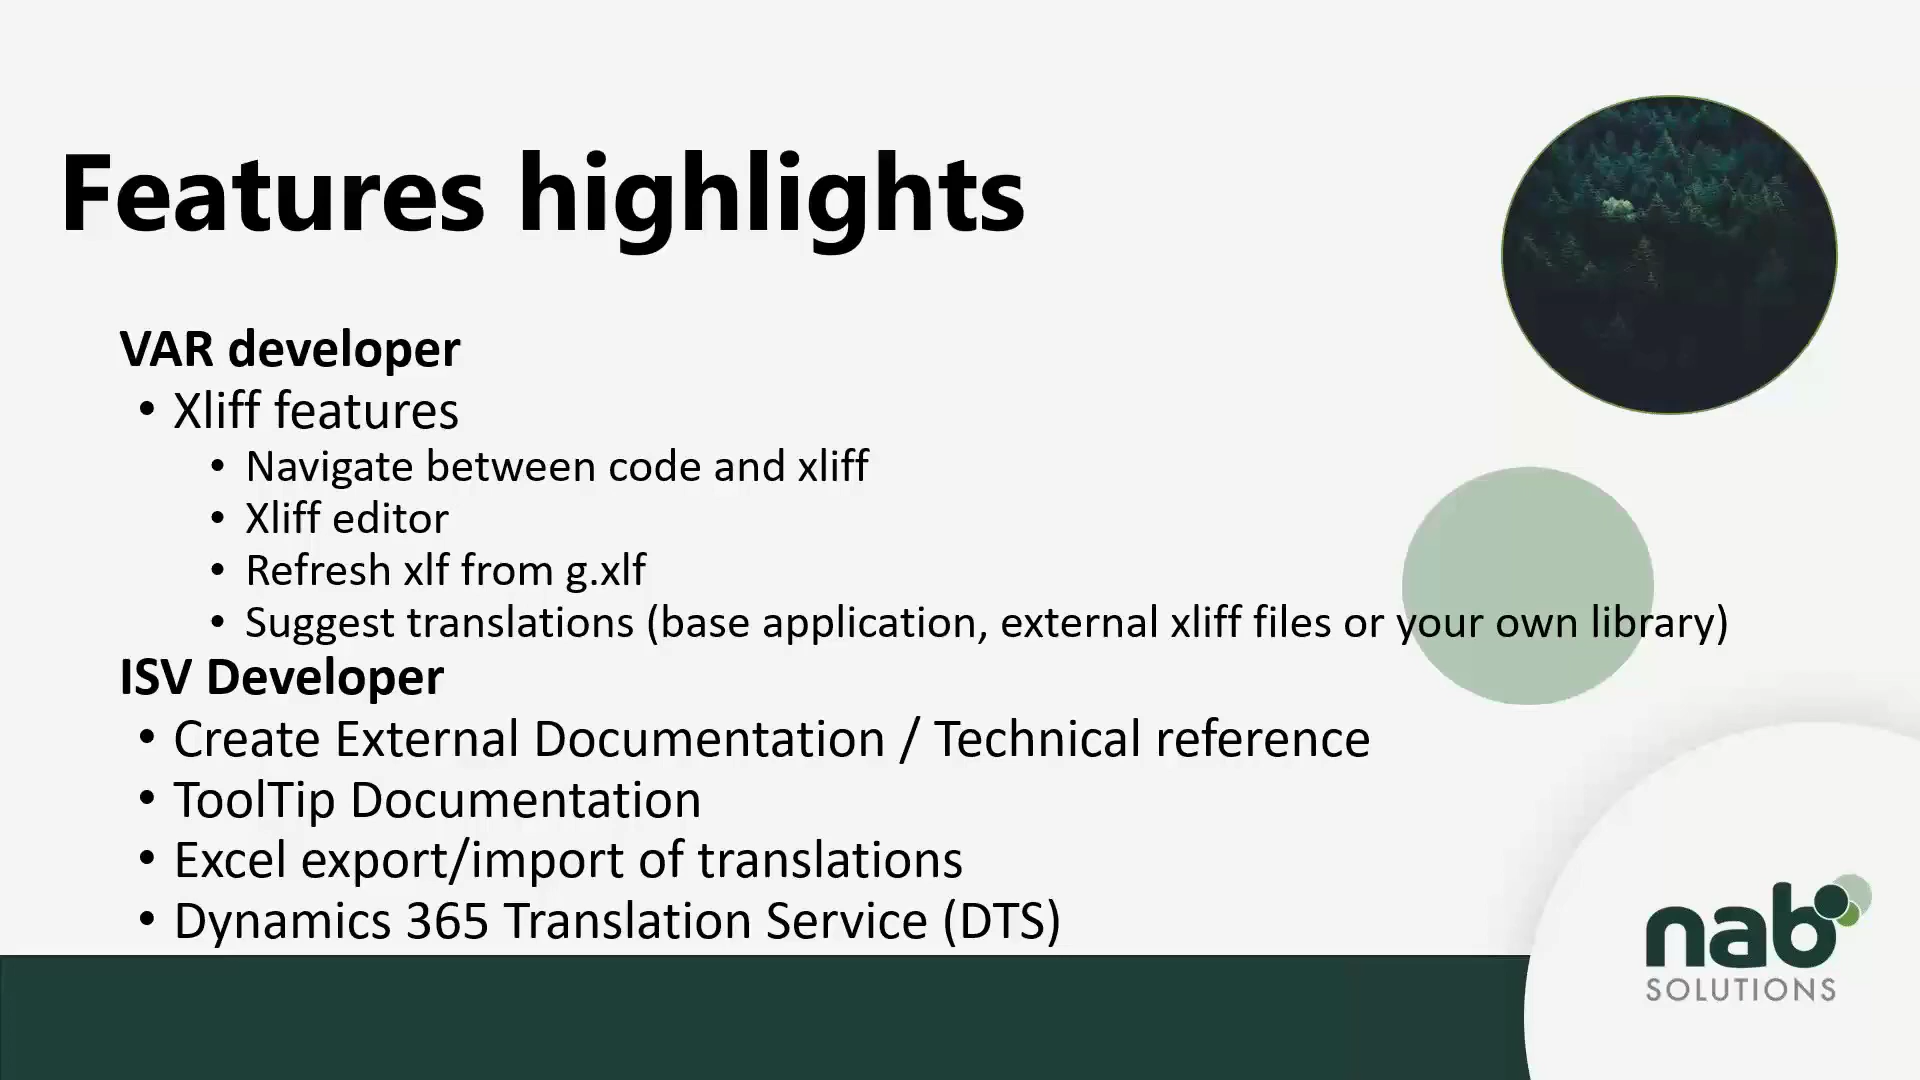 Features highlights
VAR developer
• Xliff features
• Navigate between code and xliff
• Xliff editor
• Refresh xlf from g.xlf
• Suggest translations (base application, external xliff files or your own library)
ISV Developer
• Create External Documentation / Technical reference
• ToolTip Documentation
• Excel export/import of translations
• Dynamics 365 Translation Service (DTS)
nab
SOLUTIONS